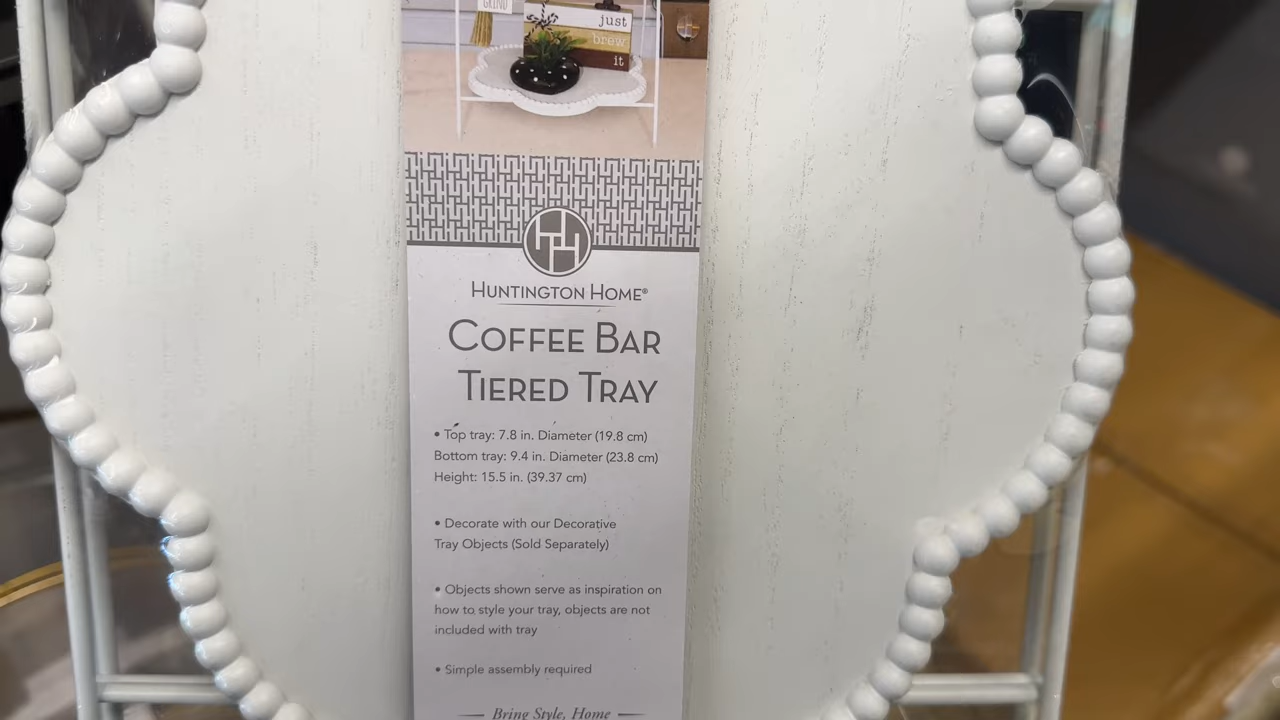 GRIND
just
brew
it
HUNTINGTON HOME®
COFFEE BAR
TIERED TRAY
• Top tray: 7.8 in. Diameter (19.8 cm)
Bottom tray: 9.4 in. Diameter (23.8 cm)
Height: 15.5 in. (39.37 cm)
• Decorate with our Decorative
Tray Objects (Sold Separately)
• Objects shown serve as inspiration on
how to style your tray, objects are not
included with tray
• Simple assembly required
Bring Style, Home